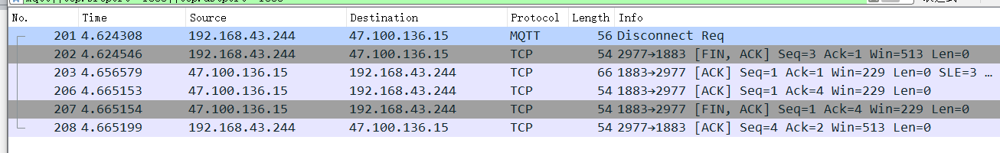 No. Time Source Destination Protocol Length Info
201 4.624308 192.168.43.244 47.100.136.15 MQTT 56 Disconnect Req
202 4.624546 192.168.43.244 47.100.136.15 TCP 54 2977→1883 [FIN, ACK] Seq=3 Ack=1 Win=513 Len=0
203 4.656579 47.100.136.15 192.168.43.244 TCP 66 1883→2977 [ACK] Seq=1 Ack=1 Win=229 Len=0 SLE=3 …
206 4.665153 47.100.136.15 192.168.43.244 TCP 54 1883→2977 [ACK] Seq=1 Ack=4 Win=229 Len=0
207 4.665154 47.100.136.15 192.168.43.244 TCP 54 1883→2977 [FIN, ACK] Seq=1 Ack=4 Win=229 Len=0
208 4.665199 192.168.43.244 47.100.136.15 TCP 54 2977→1883 [ACK] Seq=4 Ack=2 Win=513 Len=0